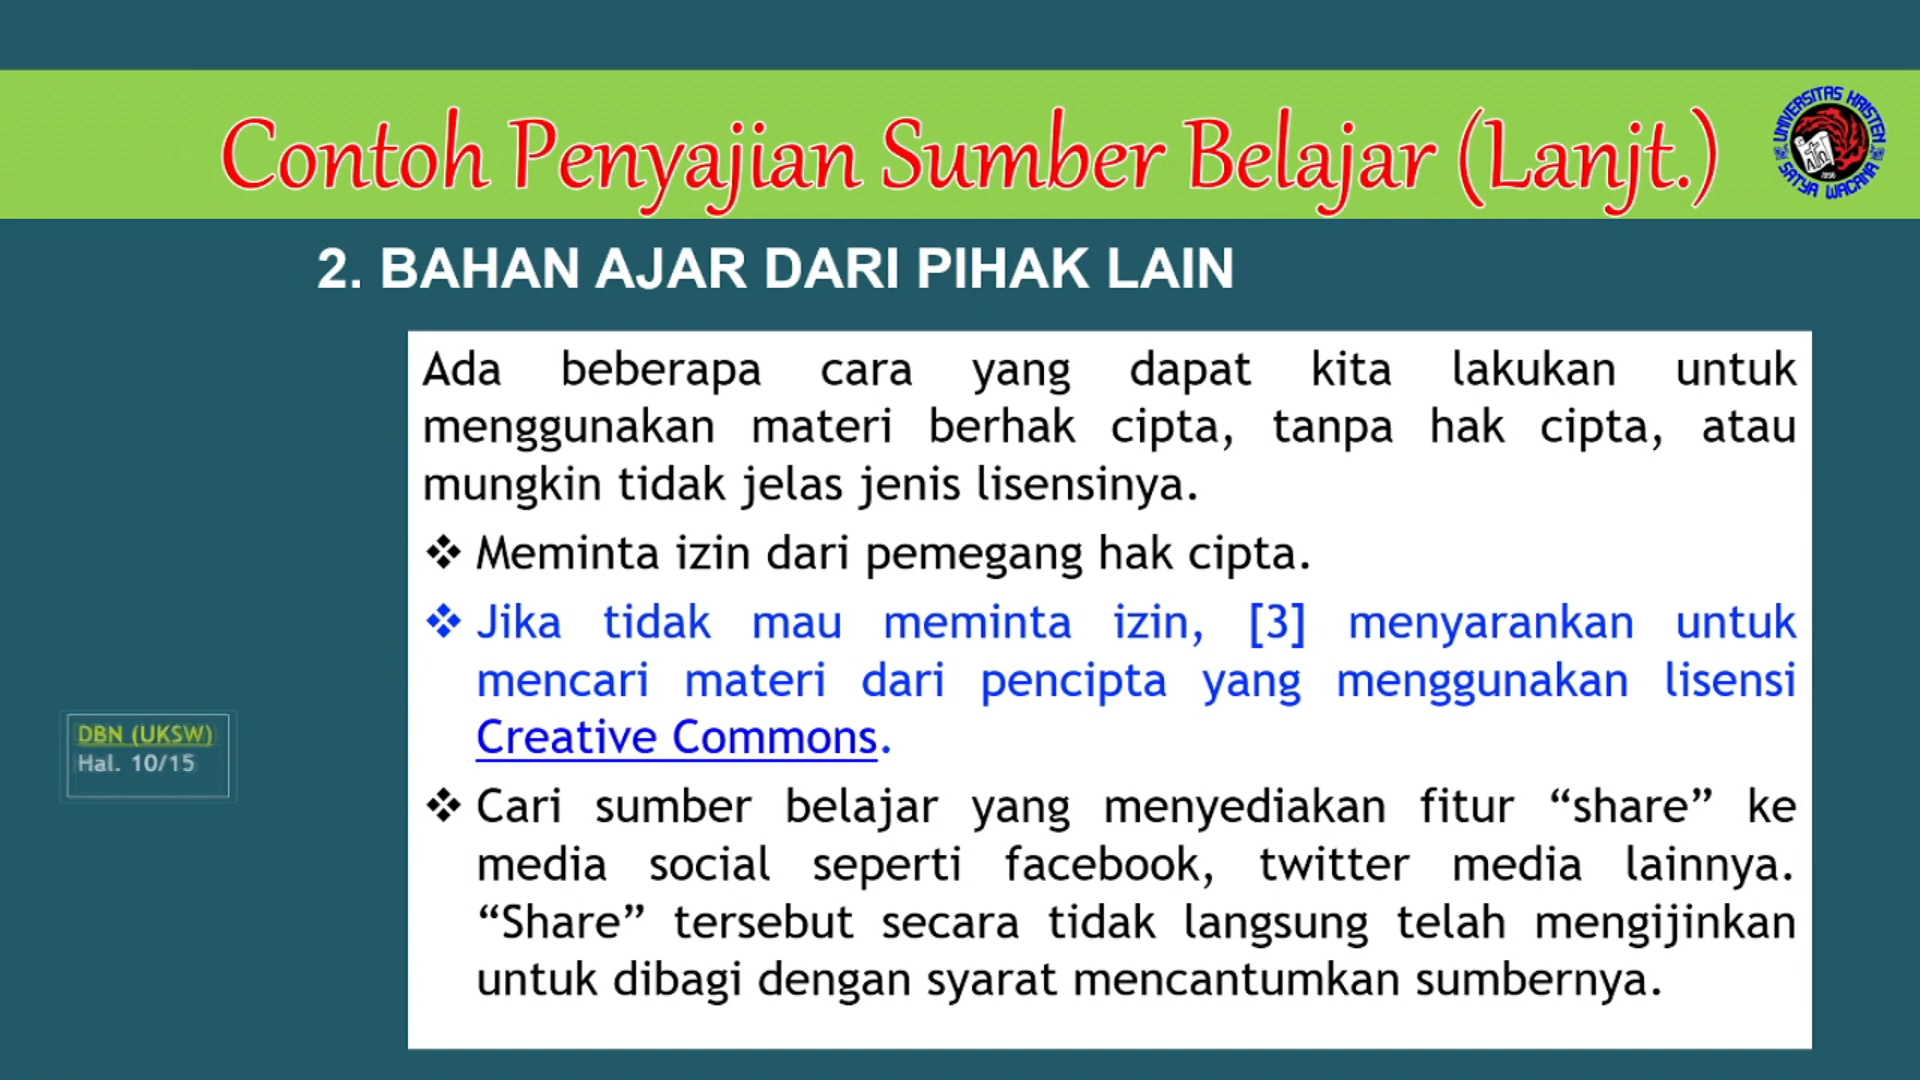 Contoh Penyajian Sumber Belajar (Lanjt.)
UNIVERSITAS KRISTEN
SATYA WACANA
1956
2. BAHAN AJAR DARI PIHAK LAIN
Ada beberapa cara yang dapat kita lakukan untuk
menggunakan materi berhak cipta, tanpa hak cipta, atau
mungkin tidak jelas jenis lisensinya.
❖ Meminta izin dari pemegang hak cipta.
❖ Jika tidak mau meminta izin, [3] menyarankan untuk
mencari materi dari pencipta yang menggunakan lisensi
Creative Commons.
❖ Cari sumber belajar yang menyediakan fitur “share” ke
media social seperti facebook, twitter media lainnya.
“Share” tersebut secara tidak langsung telah mengijinkan
untuk dibagi dengan syarat mencantumkan sumbernya.
DBN (UKSW)
Hal. 10/15